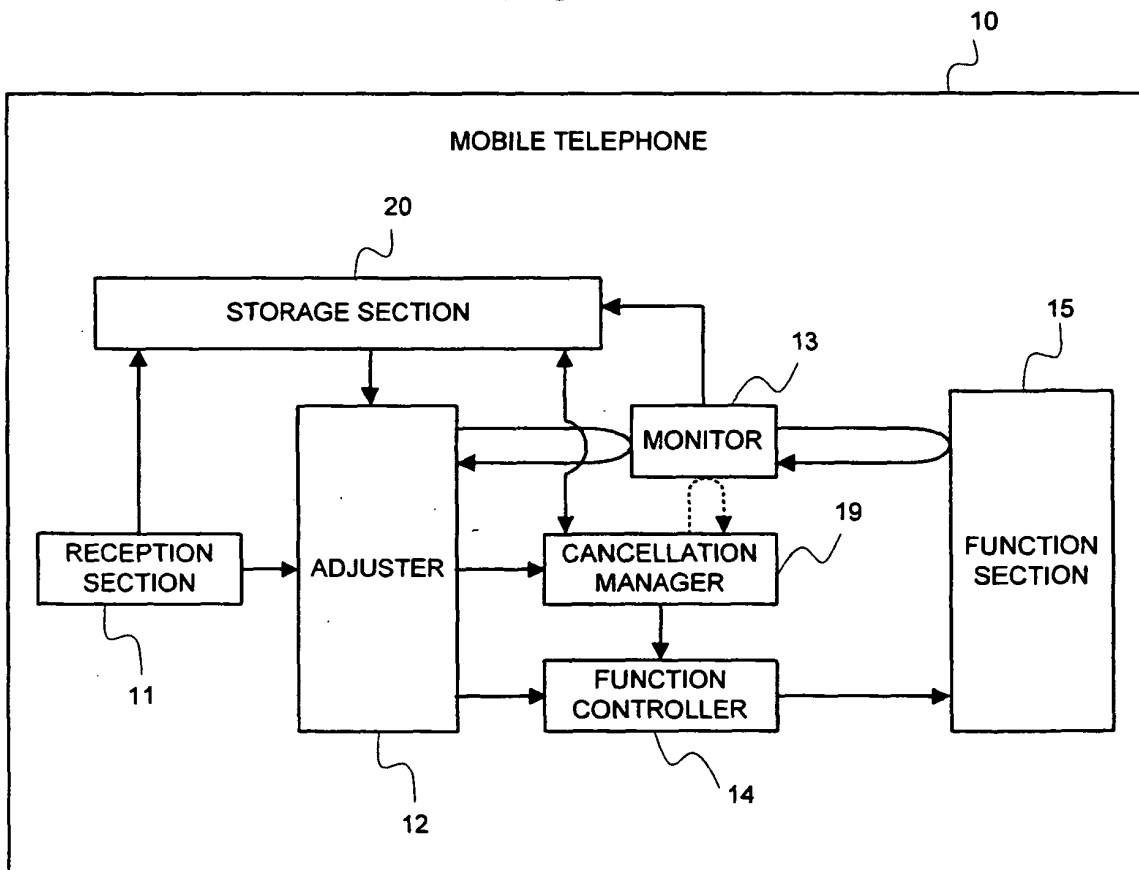 10
MOBILE TELEPHONE
20
STORAGE SECTION
13
15
MONITOR
RECEPTION
SECTION
ADJUSTER
CANCELLATION
MANAGER
19
FUNCTION
SECTION
11
FUNCTION
CONTROLLER
12
14